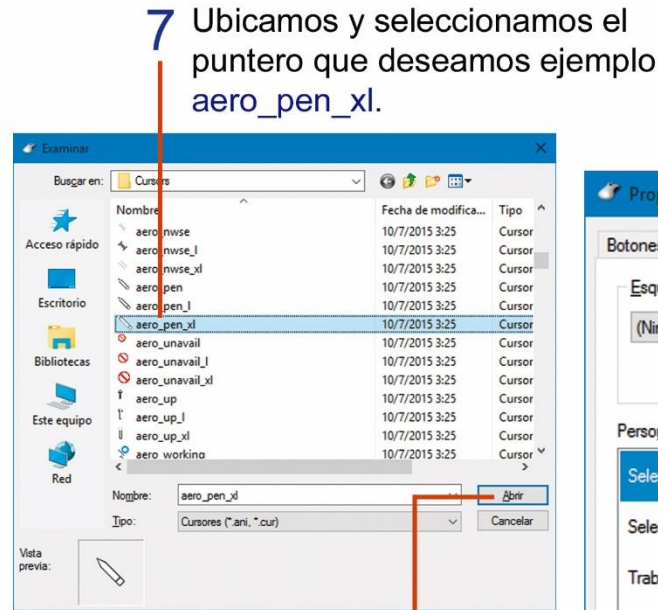 7 Ubicamos y seleccionamos el
puntero que deseamos ejemplo
aero_pen_xl.
Examinar
Buscar en: Cursors
Nombre Fecha de modifica... Tipo
aero_nwse 10/7/2015 3:25 Cursor
aero_nwse_l 10/7/2015 3:25 Cursor
aero_nwse_xl 10/7/2015 3:25 Cursor
aero_pen 10/7/2015 3:25 Cursor
aero_pen_l 10/7/2015 3:25 Cursor
aero_pen_xl 10/7/2015 3:25 Cursor
aero_unavail 10/7/2015 3:25 Cursor
aero_unavail_l 10/7/2015 3:25 Cursor
aero_unavail_xl 10/7/2015 3:25 Cursor
aero_up 10/7/2015 3:25 Cursor
aero_up_l 10/7/2015 3:25 Cursor
aero_up_xl 10/7/2015 3:25 Cursor
aero_working 10/7/2015 3:25 Cursor
Acceso rápido
Escritorio
Bibliotecas
Este equipo
Red
Nombre: aero_pen_xl Abrir
Tipo: Cursores (*.ani, *.cur) Cancelar
Vista
previa:
Pro
Botones
Esqu
(Nin
Perso
Sele
Sele
Trab